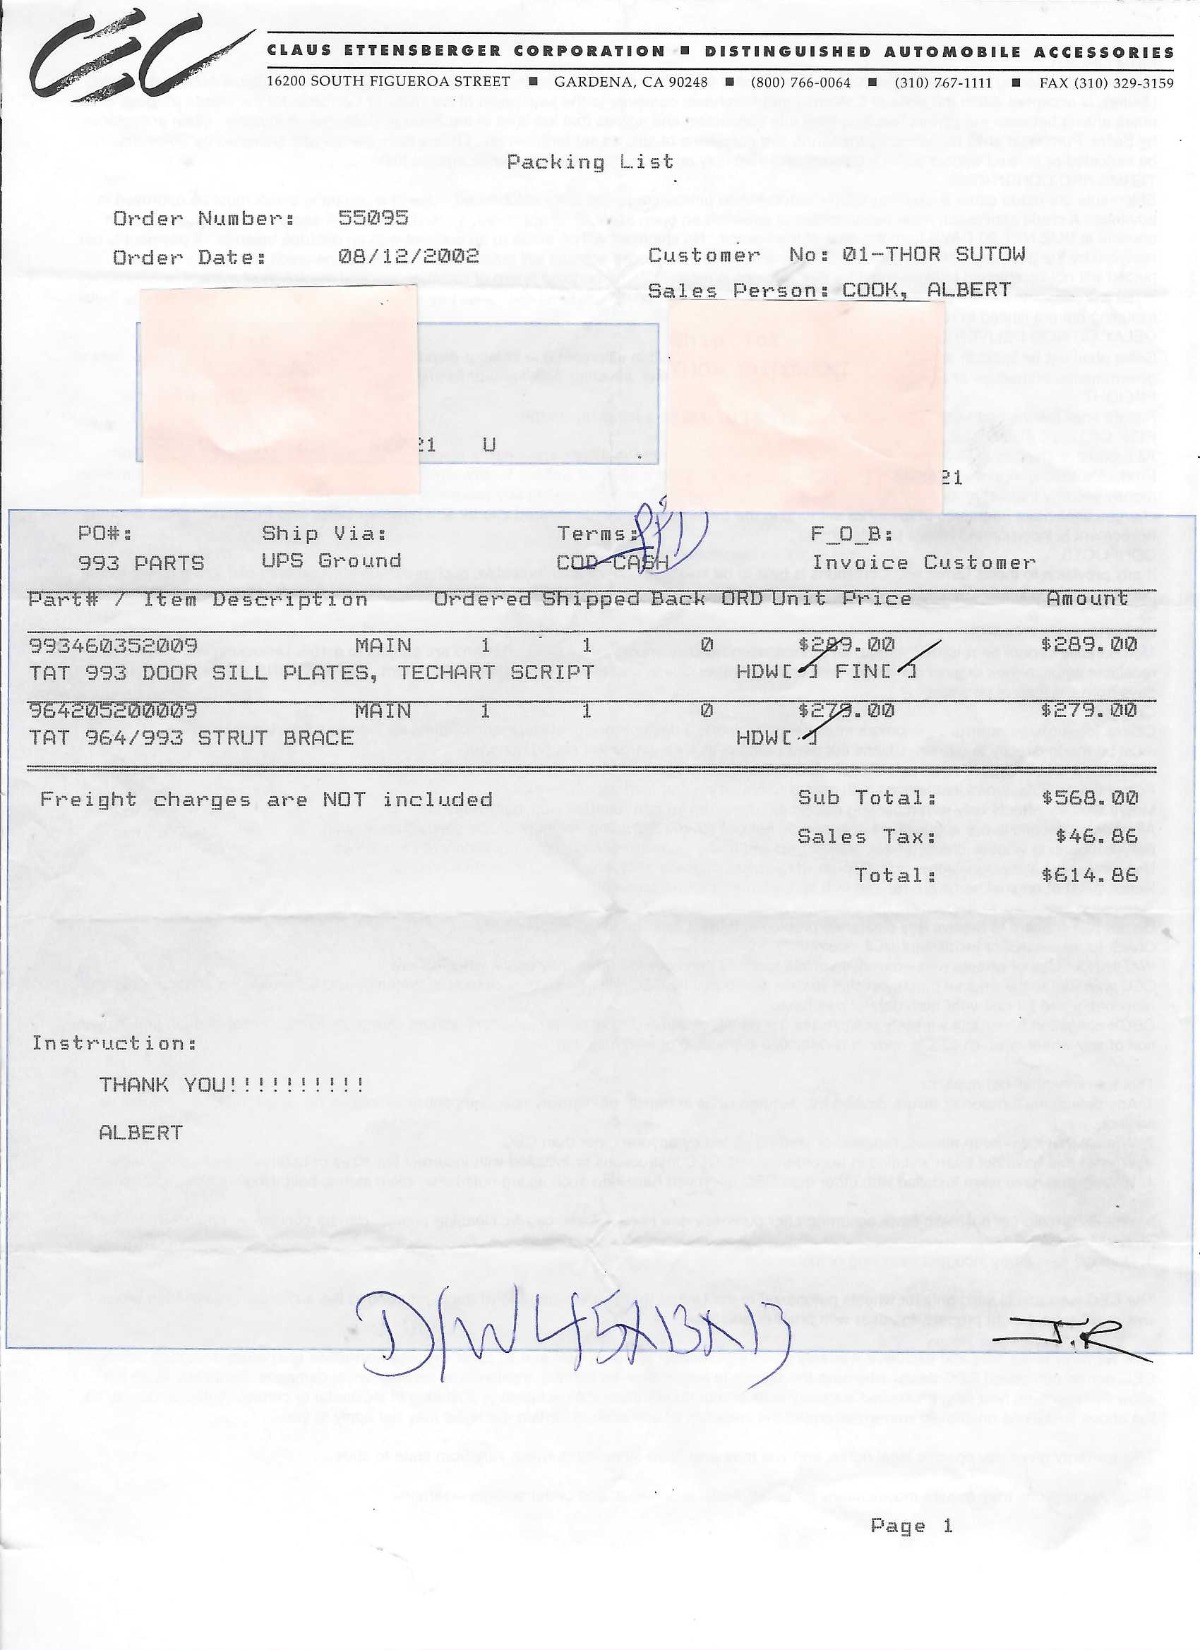 CEC
CLAUS ETTENSBERGER CORPORATION ■ DISTINGUISHED AUTOMOBILE ACCESSORIES
16200 SOUTH FIGUEROA STREET ■ GARDENA, CA 90248 ■ (800) 766-0064 ■ (310) 767-1111 ■ FAX (310) 329-3159
Packing List
Order Number: 55095
Order Date: 08/12/2002
Customer No: 01-THOR SUTOW
Sales Person: COOK, ALBERT
21 U
21
PO#: Ship Via: Terms: F_O_B:
993 PARTS UPS Ground COD-CASH Invoice Customer
Part# / Item Description Ordered Shipped Back ORD Unit Price Amount
993460352009 MAIN 1 1 0 $289.00 $289.00
TAT 993 DOOR SILL PLATES, TECHART SCRIPT HDW[ ] FIN[ ]
964205200009 MAIN 1 1 0 $279.00 $279.00
TAT 964/993 STRUT BRACE HDW[ ]
Freight charges are NOT included
Sub Total: $568.00
Sales Tax: $46.86
Total: $614.86
Instruction:
THANK YOU!!!!!!!!!!
ALBERT
D/W 45X13X13
J.R
Page 1